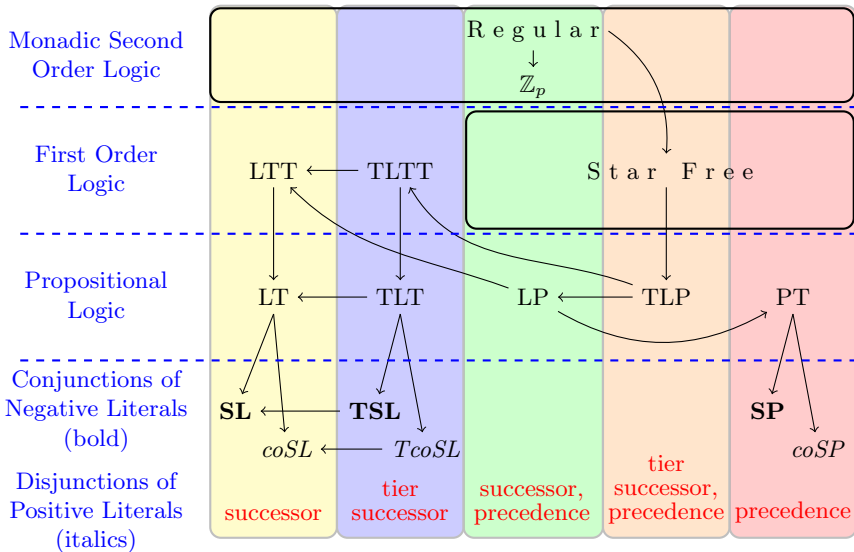 Monadic Second
Order Logic
Regular
ℤp
First Order
Logic
LTT TLTT Star Free
Propositional
Logic
LT TLT LP TLP PT
Conjunctions of
Negative Literals
(bold)
SL TSL SP
coSL TcoSL coSP
Disjunctions of
Positive Literals
(italics)
successor
tier
successor
successor,
precedence
tier
successor,
precedence
precedence